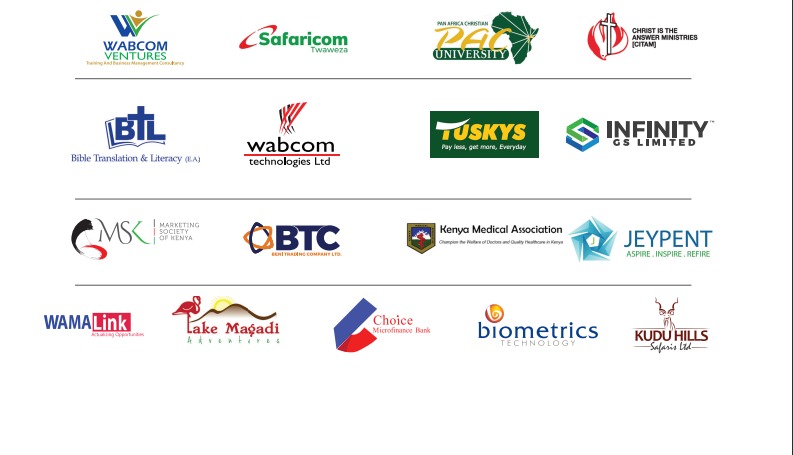 WABCOM
VENTURES
Training And Business Management Consultancy
Safaricom
Twaweza
PAN AFRICA CHRISTIAN
PAC
UNIVERSITY
CHRIST IS THE
ANSWER MINISTRIES
[CITAM]
BTL
Bible Translation & Literacy (E.A.)
wabcom
technologies Ltd
TUSKYS
Pay less, get more, Everyday
INFINITY™
GS LIMITED
MSK
MARKETING
SOCIETY
OF KENYA
BTC
BENI TRADING COMPANY LTD.
Kenya Medical Association
Champion the Welfare of Doctors and Quality Healthcare in Kenya
J
JEYPENT
ASPIRE . INSPIRE . REFIRE
WAMALink
Actualizing Opportunities
Lake Magadi
Adventures
Choice
Microfinance Bank
biometrics
TECHNOLOGY
KUDU HILLS
Safaris Ltd